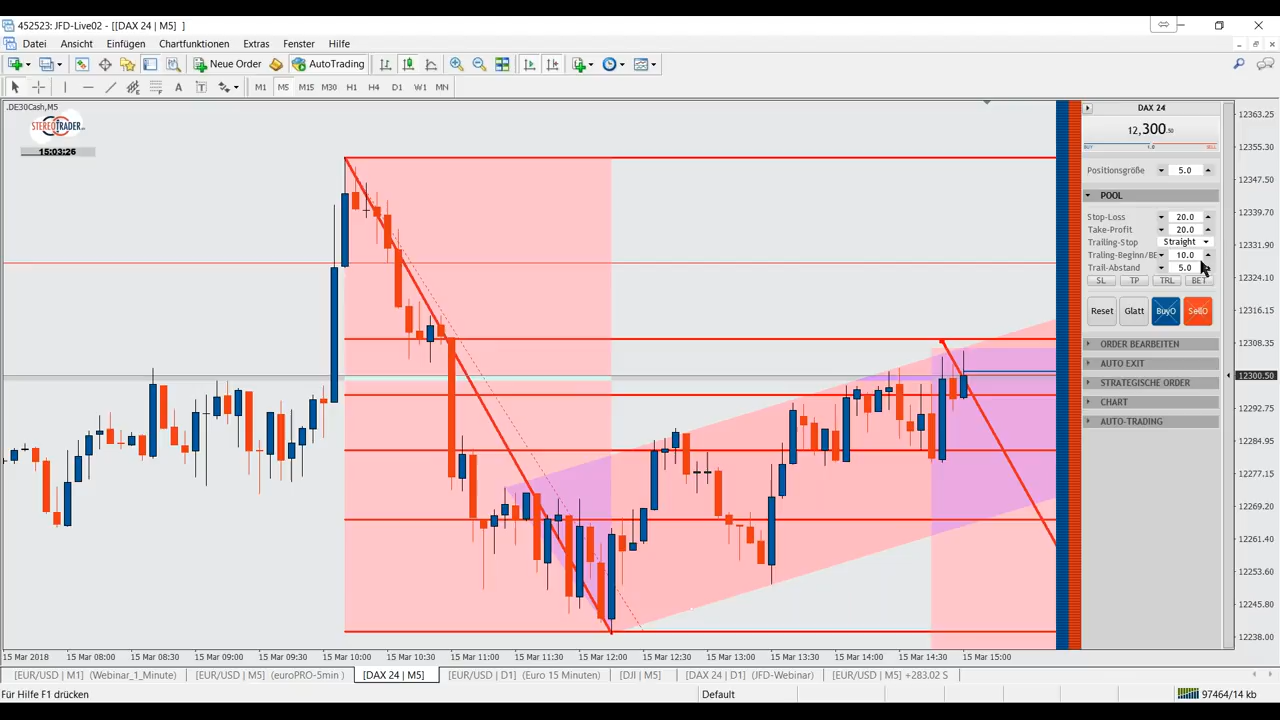 452523: JFD-Live02 - [[DAX 24 | M5]  ]
Datei Ansicht Einfügen Chartfunktionen Extras Fenster Hilfe
Neue Order AutoTrading
A T M1 M5 M15 M30 H1 H4 D1 W1 MN
.DE30Cash,M5
STEREOTRADER
15:03:26
DAX 24
12,300.50
BUY 1.0 SELL
Positionsgröße 5.0
POOL
Stop-Loss 20.0
Take-Profit 20.0
Trailing-Stop Straight
Traling-Beginn/BE 10.0
Trail-Abstand 5.0
SL TP TRL BET
Reset Glatt BuyO SellO
ORDER BEARBEITEN
AUTO EXIT
STRATEGISCHE ORDER
CHART
AUTO-TRADING
12363.25
12355.30
12347.50
12339.70
12331.90
12324.10
12316.15
12308.35
12300.50
12292.75
12284.95
12277.15
12269.20
12261.40
12253.60
12245.80
12238.00
15 Mar 2018 15 Mar 08:00 15 Mar 08:30 15 Mar 09:00 15 Mar 09:30 15 Mar 10:00 15 Mar 10:30 15 Mar 11:00 15 Mar 11:30 15 Mar 12:00 15 Mar 12:30 15 Mar 13:00 15 Mar 13:30 15 Mar 14:00 15 Mar 14:30 15 Mar 15:00
[EUR/USD | M1] (Webinar_1_Minute) [EUR/USD | M5] (euroPRO-5min ) [DAX 24 | M5] [EUR/USD | D1] (Euro 15 Minuten) [DJI | M5] [DAX 24 | D1] (JFD-Webinar) [EUR/USD | M5] +283.02 S
Für Hilfe F1 drücken Default 97464/14 kb